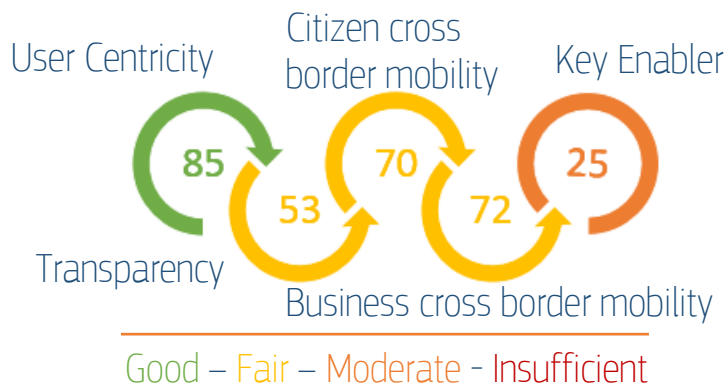 User Centricity
Citizen cross
border mobility
Key Enabler
85
53
70
72
25
Transparency
Business cross border mobility
Good – Fair – Moderate - Insufficient